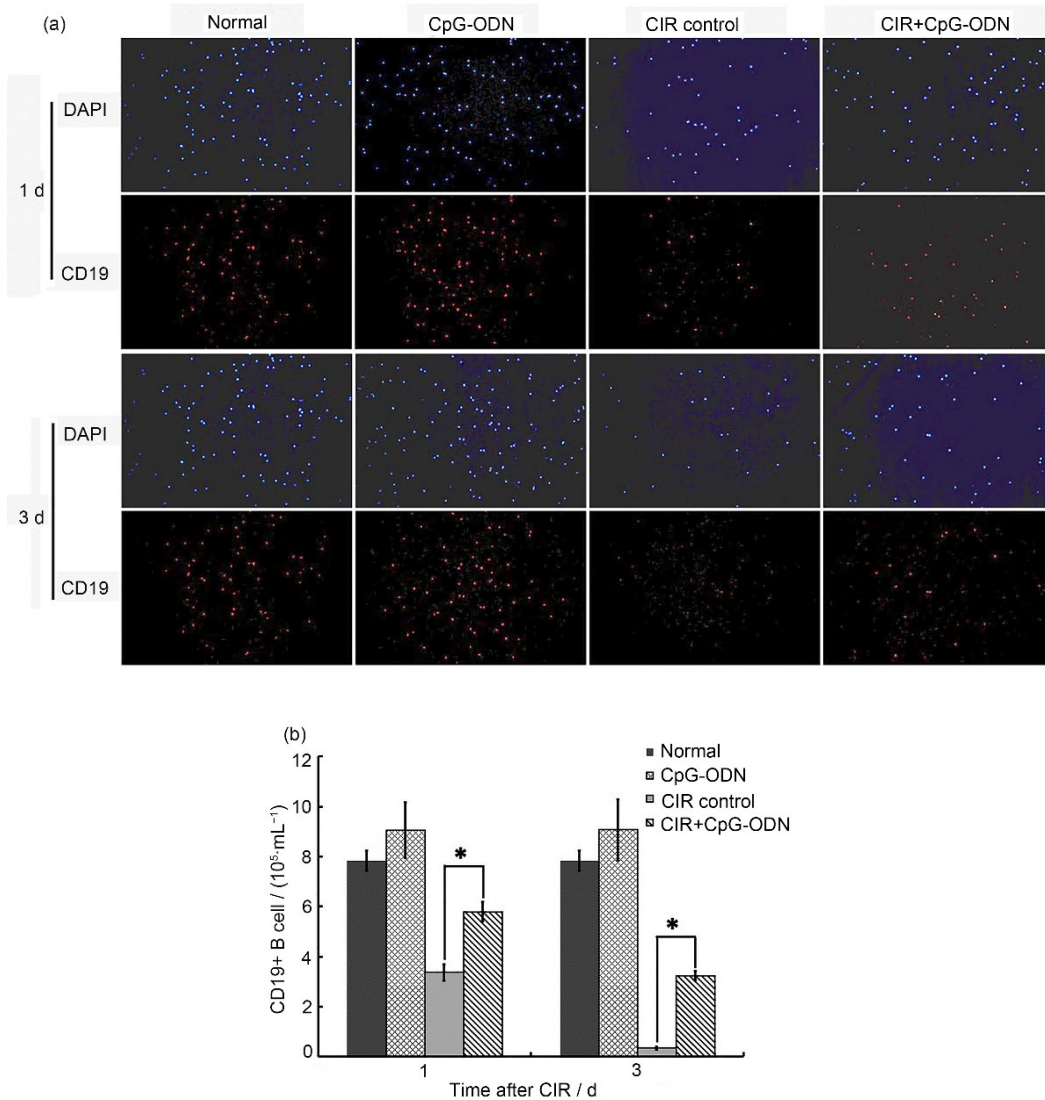 (a)
Normal CpG-ODN CIR control CIR+CpG-ODN
DAPI
1 d
CD19
DAPI
3 d
CD19
(b)
12
10
8
6
4
2
0
CD19+ B cell / (10⁵·mL⁻¹)
Normal
CpG-ODN
CIR control
CIR+CpG-ODN
*
*
1 3
Time after CIR / d